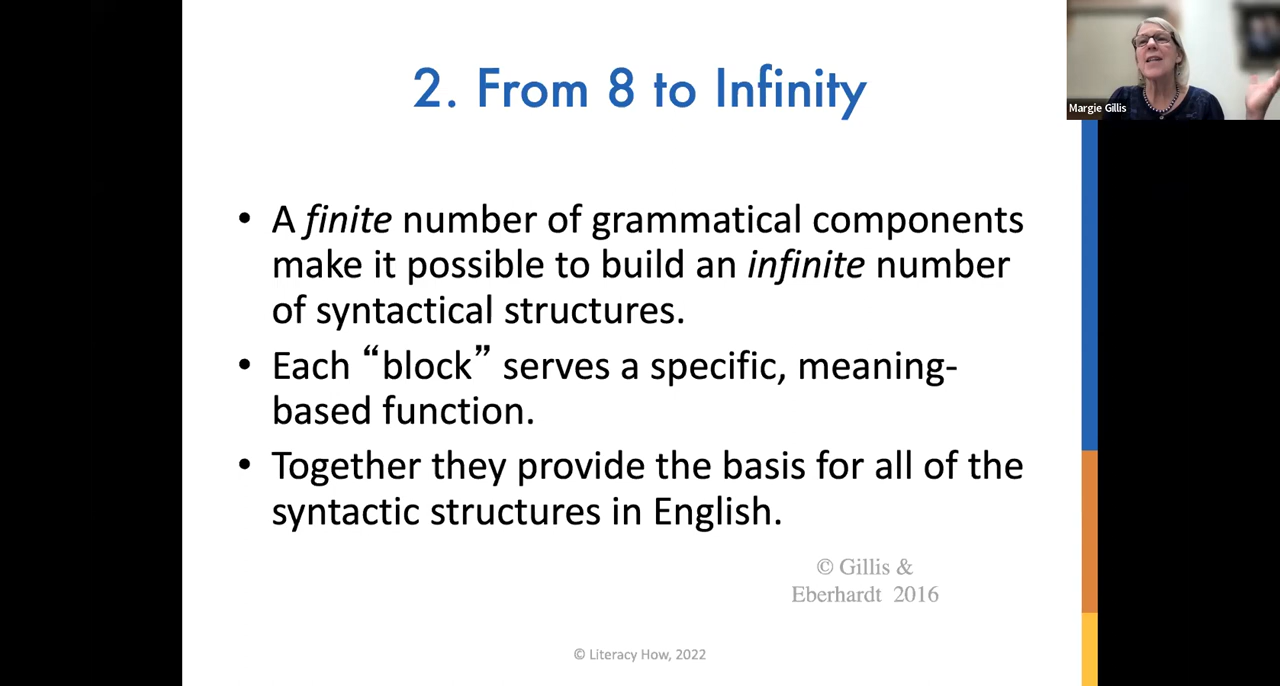 2. From 8 to Infinity
Margie Gillis
• A finite number of grammatical components
make it possible to build an infinite number
of syntactical structures.
• Each “block” serves a specific, meaning-
based function.
• Together they provide the basis for all of the
syntactic structures in English.
© Gillis &
Eberhardt 2016
© Literacy How, 2022